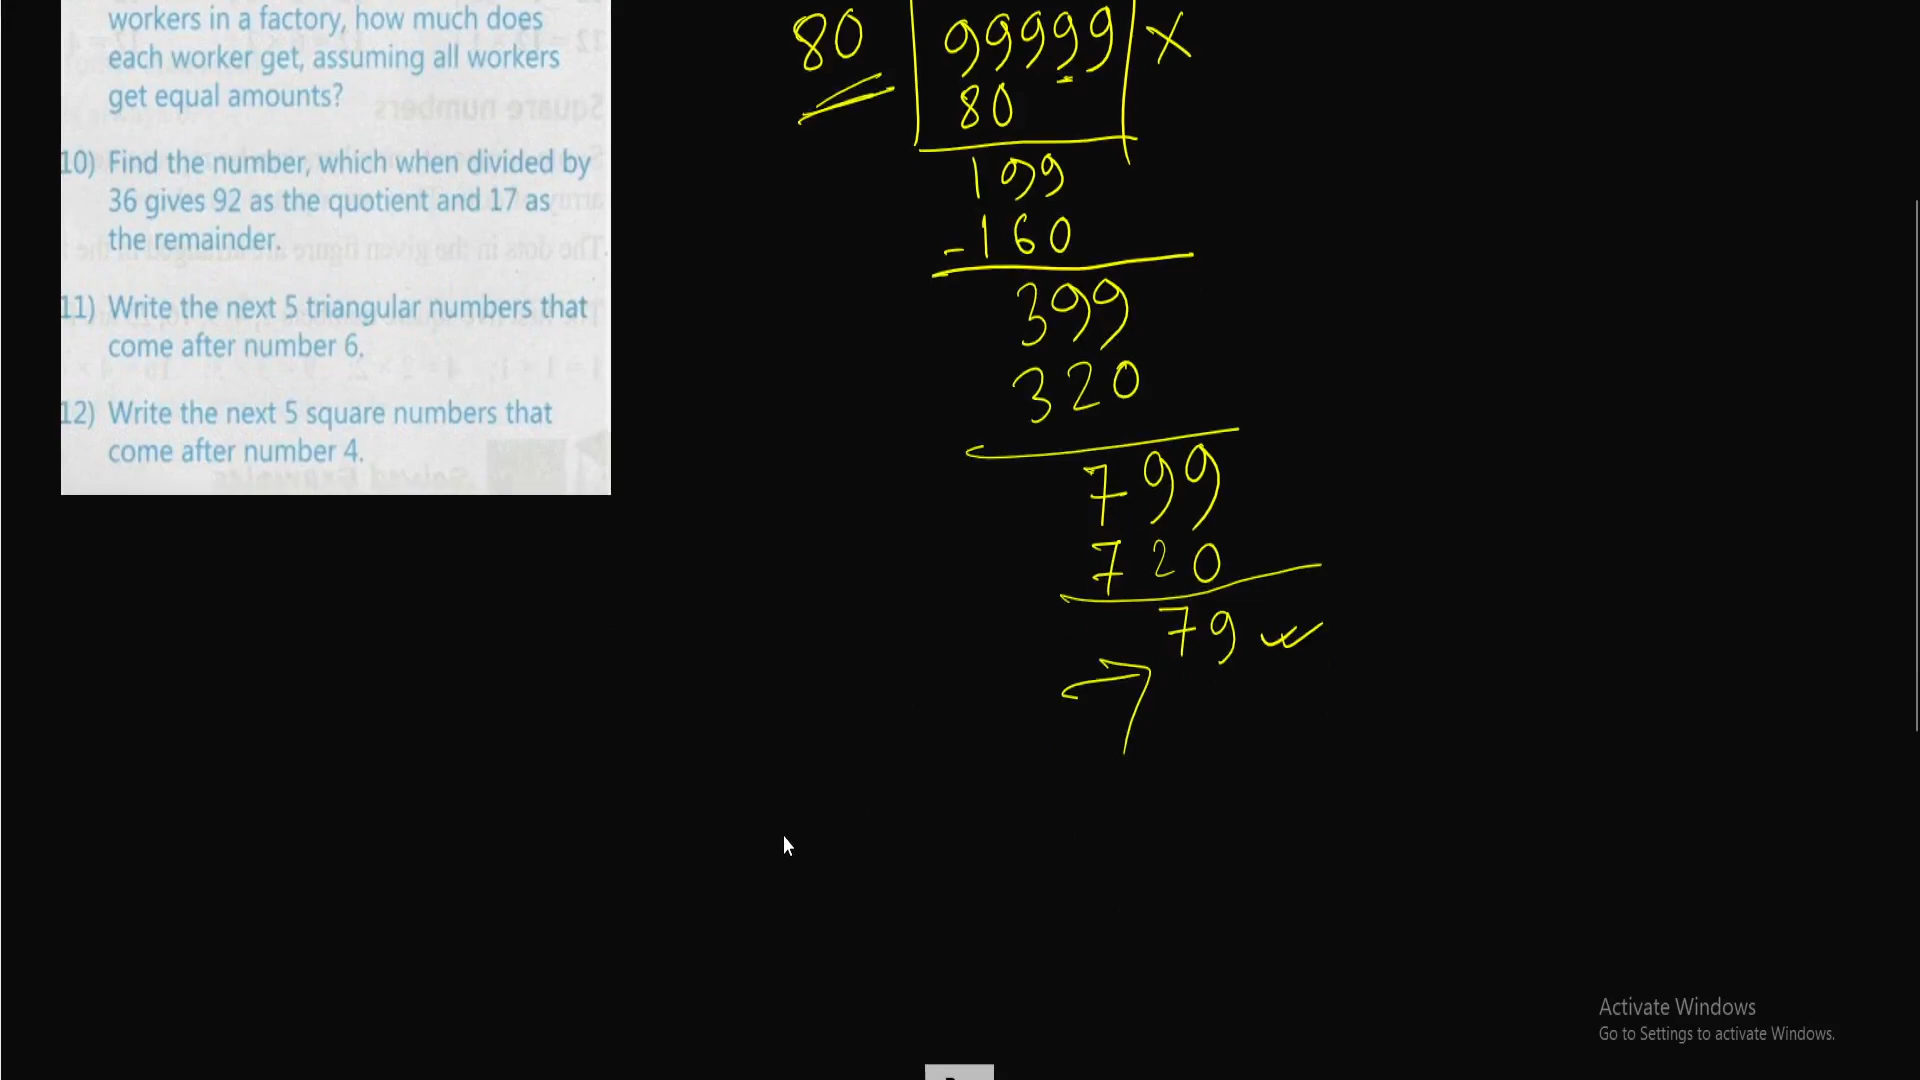 workers in a factory, how much does
each worker get, assuming all workers
get equal amounts?
10) Find the number, which when divided by
36 gives 92 as the quotient and 17 as
the remainder.
11) Write the next 5 triangular numbers that
come after number 6.
12) Write the next 5 square numbers that
come after number 4.
80 99999 x
80
199
-160
399
320
799
720
79
Activate Windows
Go to Settings to activate Windows.